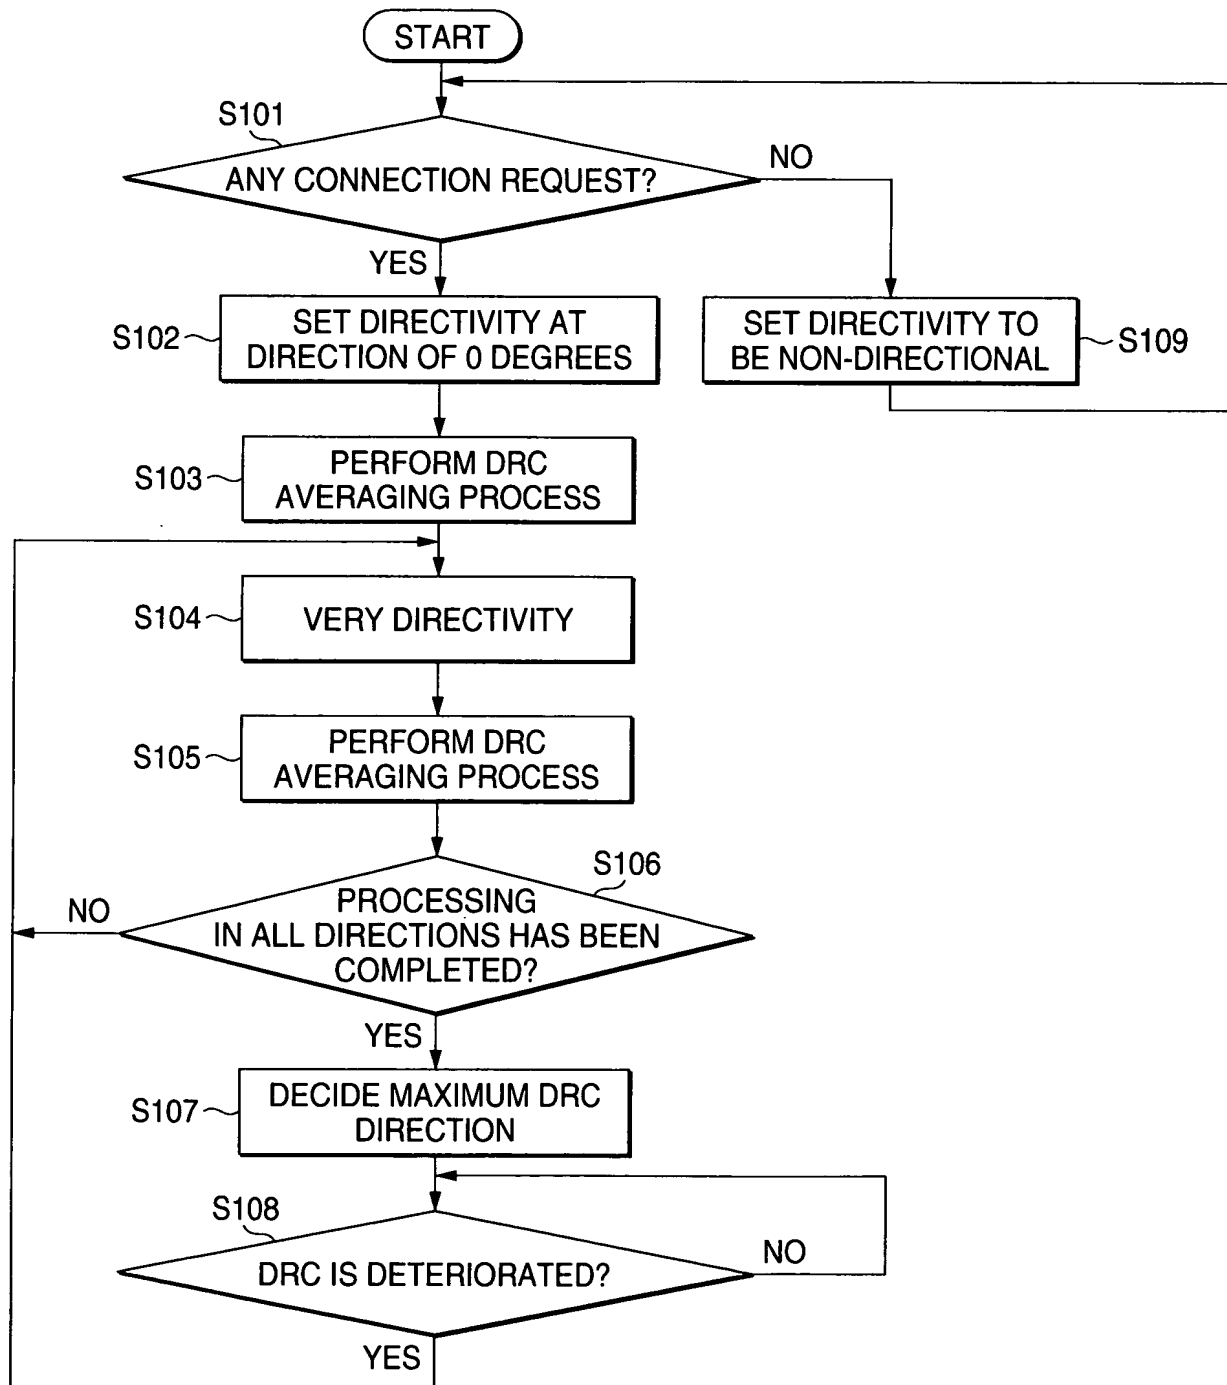 START
S101
ANY CONNECTION REQUEST?
NO
YES
S102
SET DIRECTIVITY AT
DIRECTION OF 0 DEGREES
SET DIRECTIVITY TO
BE NON-DIRECTIONAL
S109
S103
PERFORM DRC
AVERAGING PROCESS
S104
VERY DIRECTIVITY
S105
PERFORM DRC
AVERAGING PROCESS
S106
NO
PROCESSING
IN ALL DIRECTIONS HAS BEEN
COMPLETED?
YES
S107
DECIDE MAXIMUM DRC
DIRECTION
S108
DRC IS DETERIORATED?
NO
YES